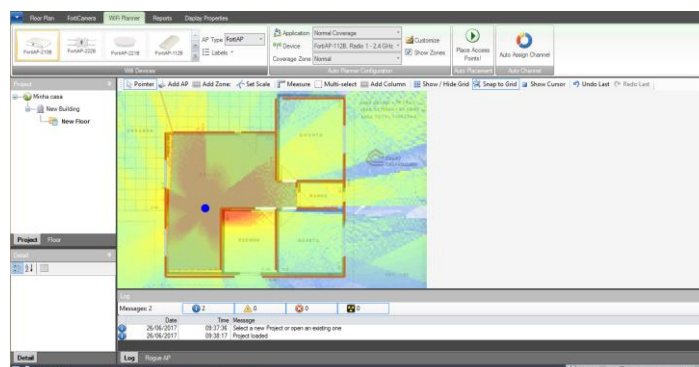 Floor Plan FortiCamera WiFi Planner Reports Display Properties
FortiAP-222B FortiAP-221B FortiAP-112B
AP Type FortiAP
Labels
WiFi Devices
Application Normal Coverage
Device FortiAP-112B, Radio 1 - 2.4 GHz
Coverage Zone Normal
Customize
Show Zones
Auto Planner Configuration
Place Access
Points!
Auto Placement
Auto Assign Channel
Auto Channel
Project
Pointer Add AP Add Zone: Set Scale Measure Multi-select Add Column Show / Hide Grid Snap to Grid Show Cursor Undo Last Redo Last
Minha casa
New Building
New Floor
Project Floor
Detail
Log
Messages: 2 2 0 0 0
Date Time Message
26/06/2017 09:37:36 Select a new Project or open an existing one
26/06/2017 09:38:17 Project loaded
Detail
Log Rogue AP